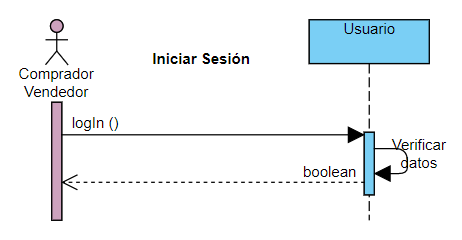 Usuario
Iniciar Sesión
Comprador
Vendedor
logIn ()
Verificar
datos
boolean